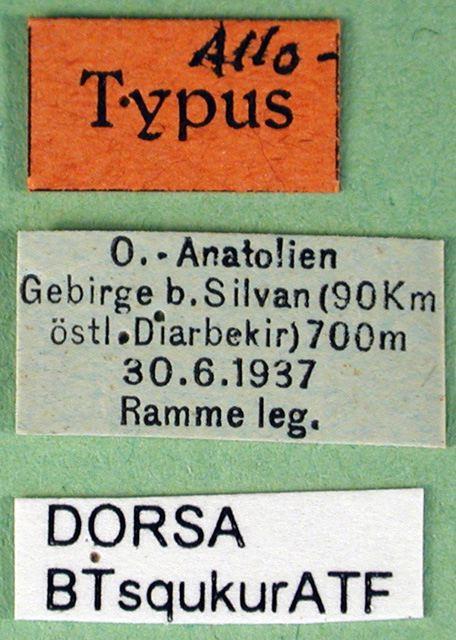 Allo-
Typus
O.-Anatolien
Gebirge b. Silvan (90Km
östl. Diarbekir) 700m
30.6.1937
Ramme leg.
DORSA
BTsqukurATF